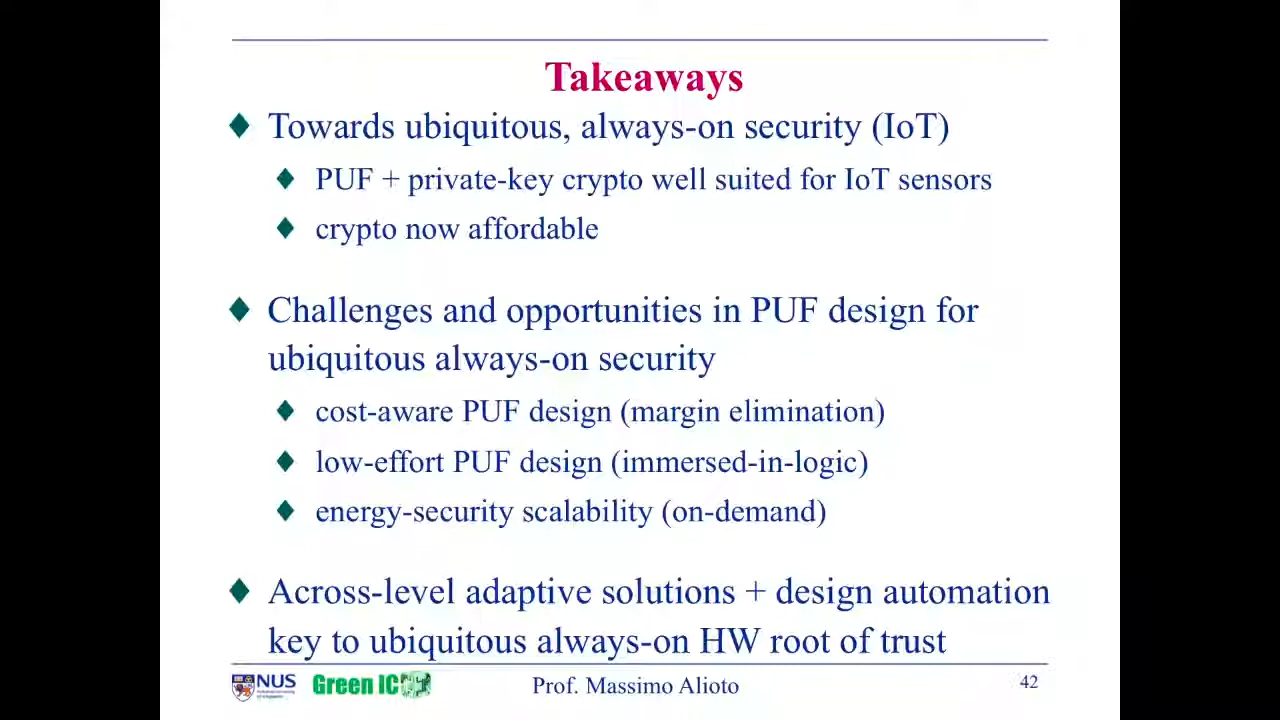 Takeaways
Towards ubiquitous, always-on security (IoT)
PUF + private-key crypto well suited for IoT sensors
crypto now affordable
Challenges and opportunities in PUF design for
ubiquitous always-on security
cost-aware PUF design (margin elimination)
low-effort PUF design (immersed-in-logic)
energy-security scalability (on-demand)
Across-level adaptive solutions + design automation
key to ubiquitous always-on HW root of trust
NUS
Green IC
Prof. Massimo Alioto
42